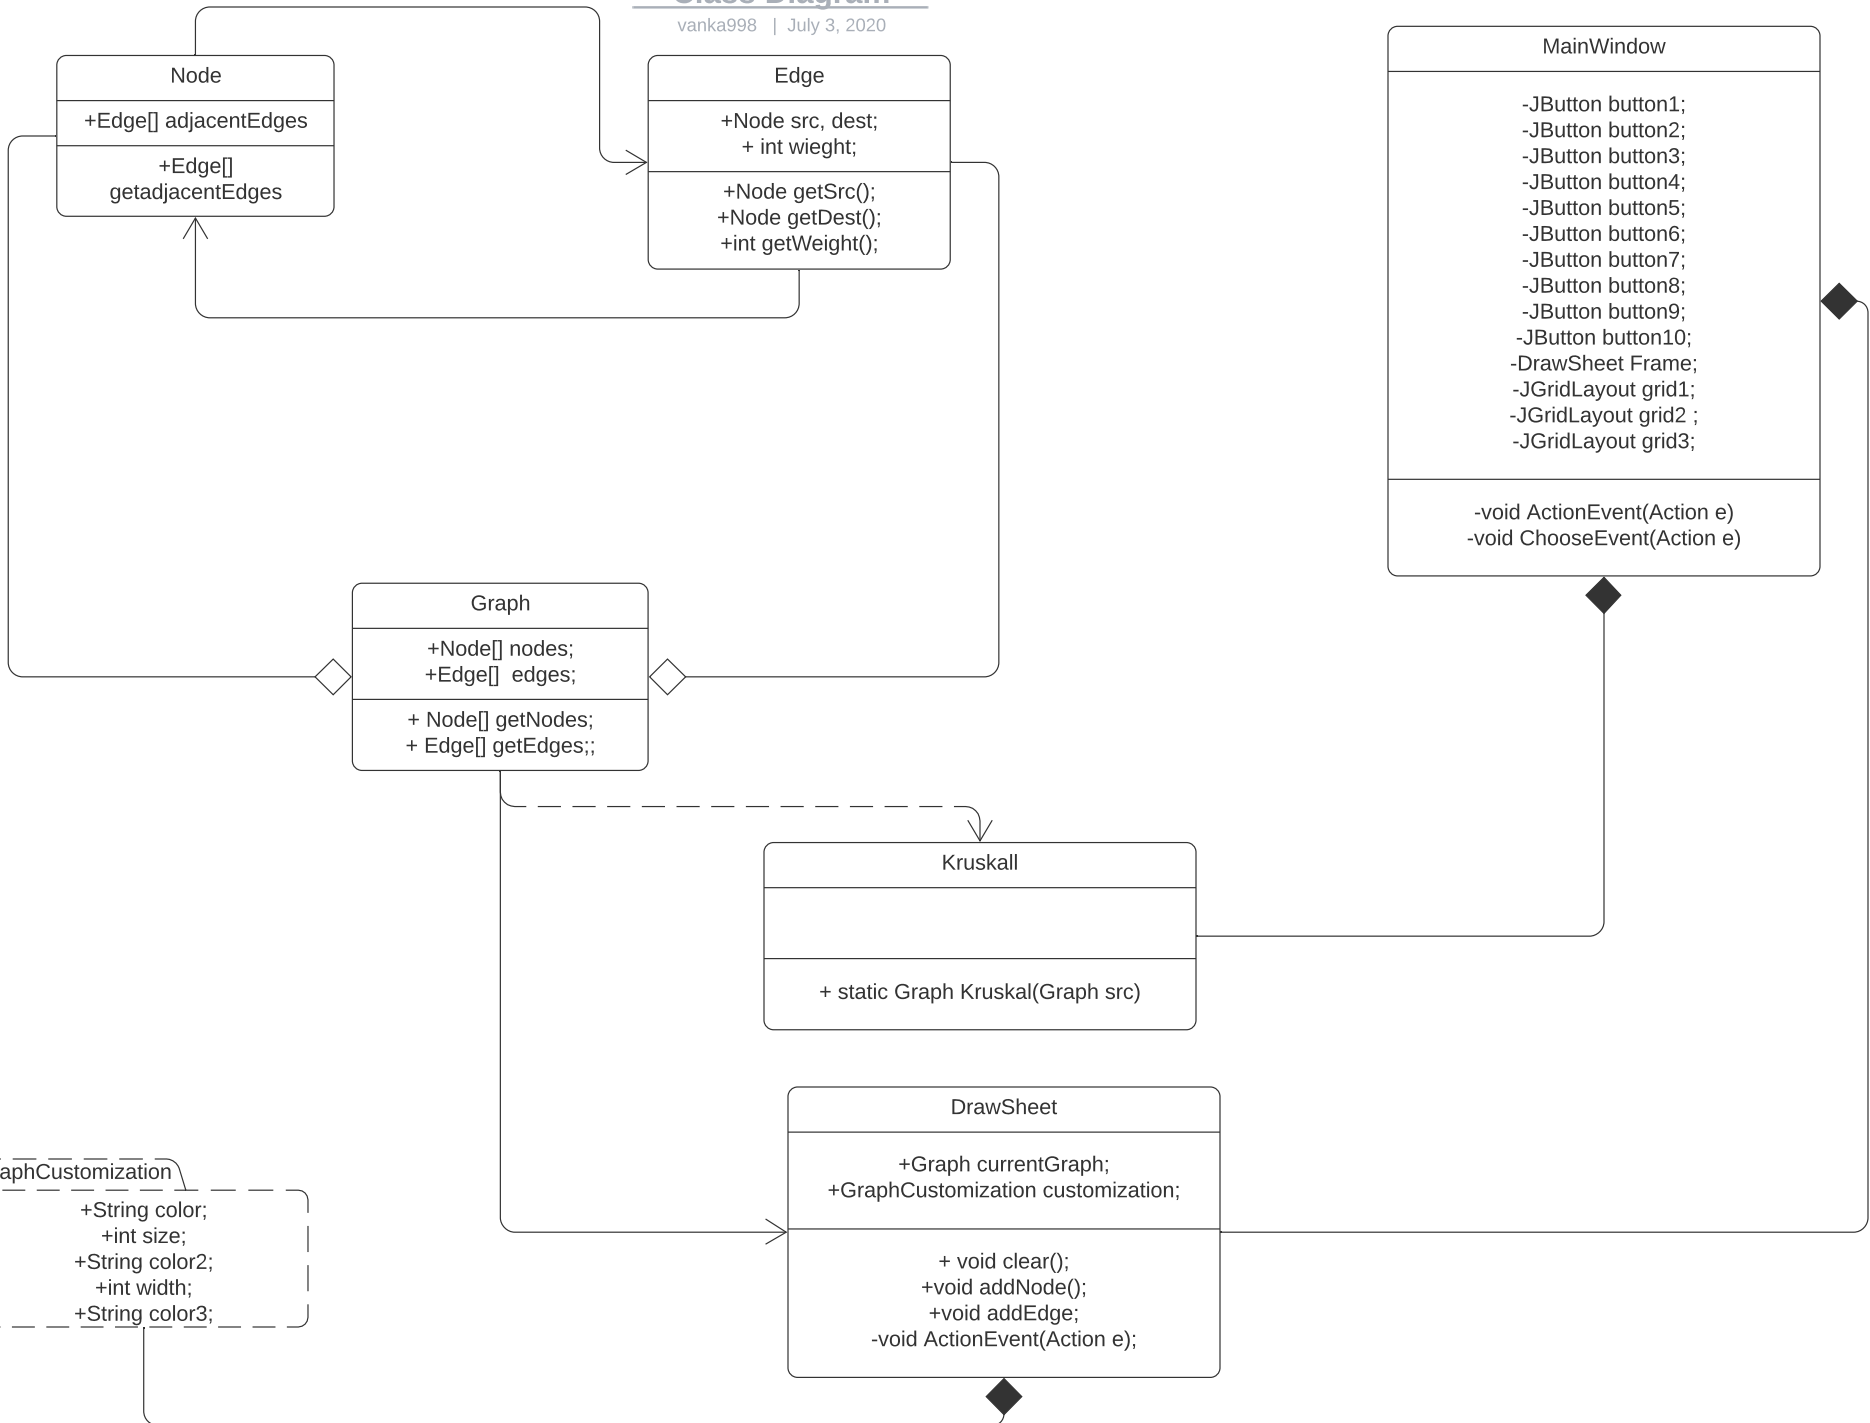 Class Diagram
vanka998 | July 3, 2020
Node
+Edge[] adjacentEdges
+Edge[]
getadjacentEdges
Edge
+Node src, dest;
+ int wieght;
+Node getSrc();
+Node getDest();
+int getWeight();
MainWindow
-JButton button1;
-JButton button2;
-JButton button3;
-JButton button4;
-JButton button5;
-JButton button6;
-JButton button7;
-JButton button8;
-JButton button9;
-JButton button10;
-DrawSheet Frame;
-JGridLayout grid1;
-JGridLayout grid2 ;
-JGridLayout grid3;
-void ActionEvent(Action e)
-void ChooseEvent(Action e)
Graph
+Node[] nodes;
+Edge[]  edges;
+ Node[] getNodes;
+ Edge[] getEdges;;
Kruskall
+ static Graph Kruskal(Graph src)
DrawSheet
+Graph currentGraph;
+GraphCustomization customization;
+ void clear();
+void addNode();
+void addEdge;
-void ActionEvent(Action e);
aphCustomization
+String color;
+int size;
+String color2;
+int width;
+String color3;